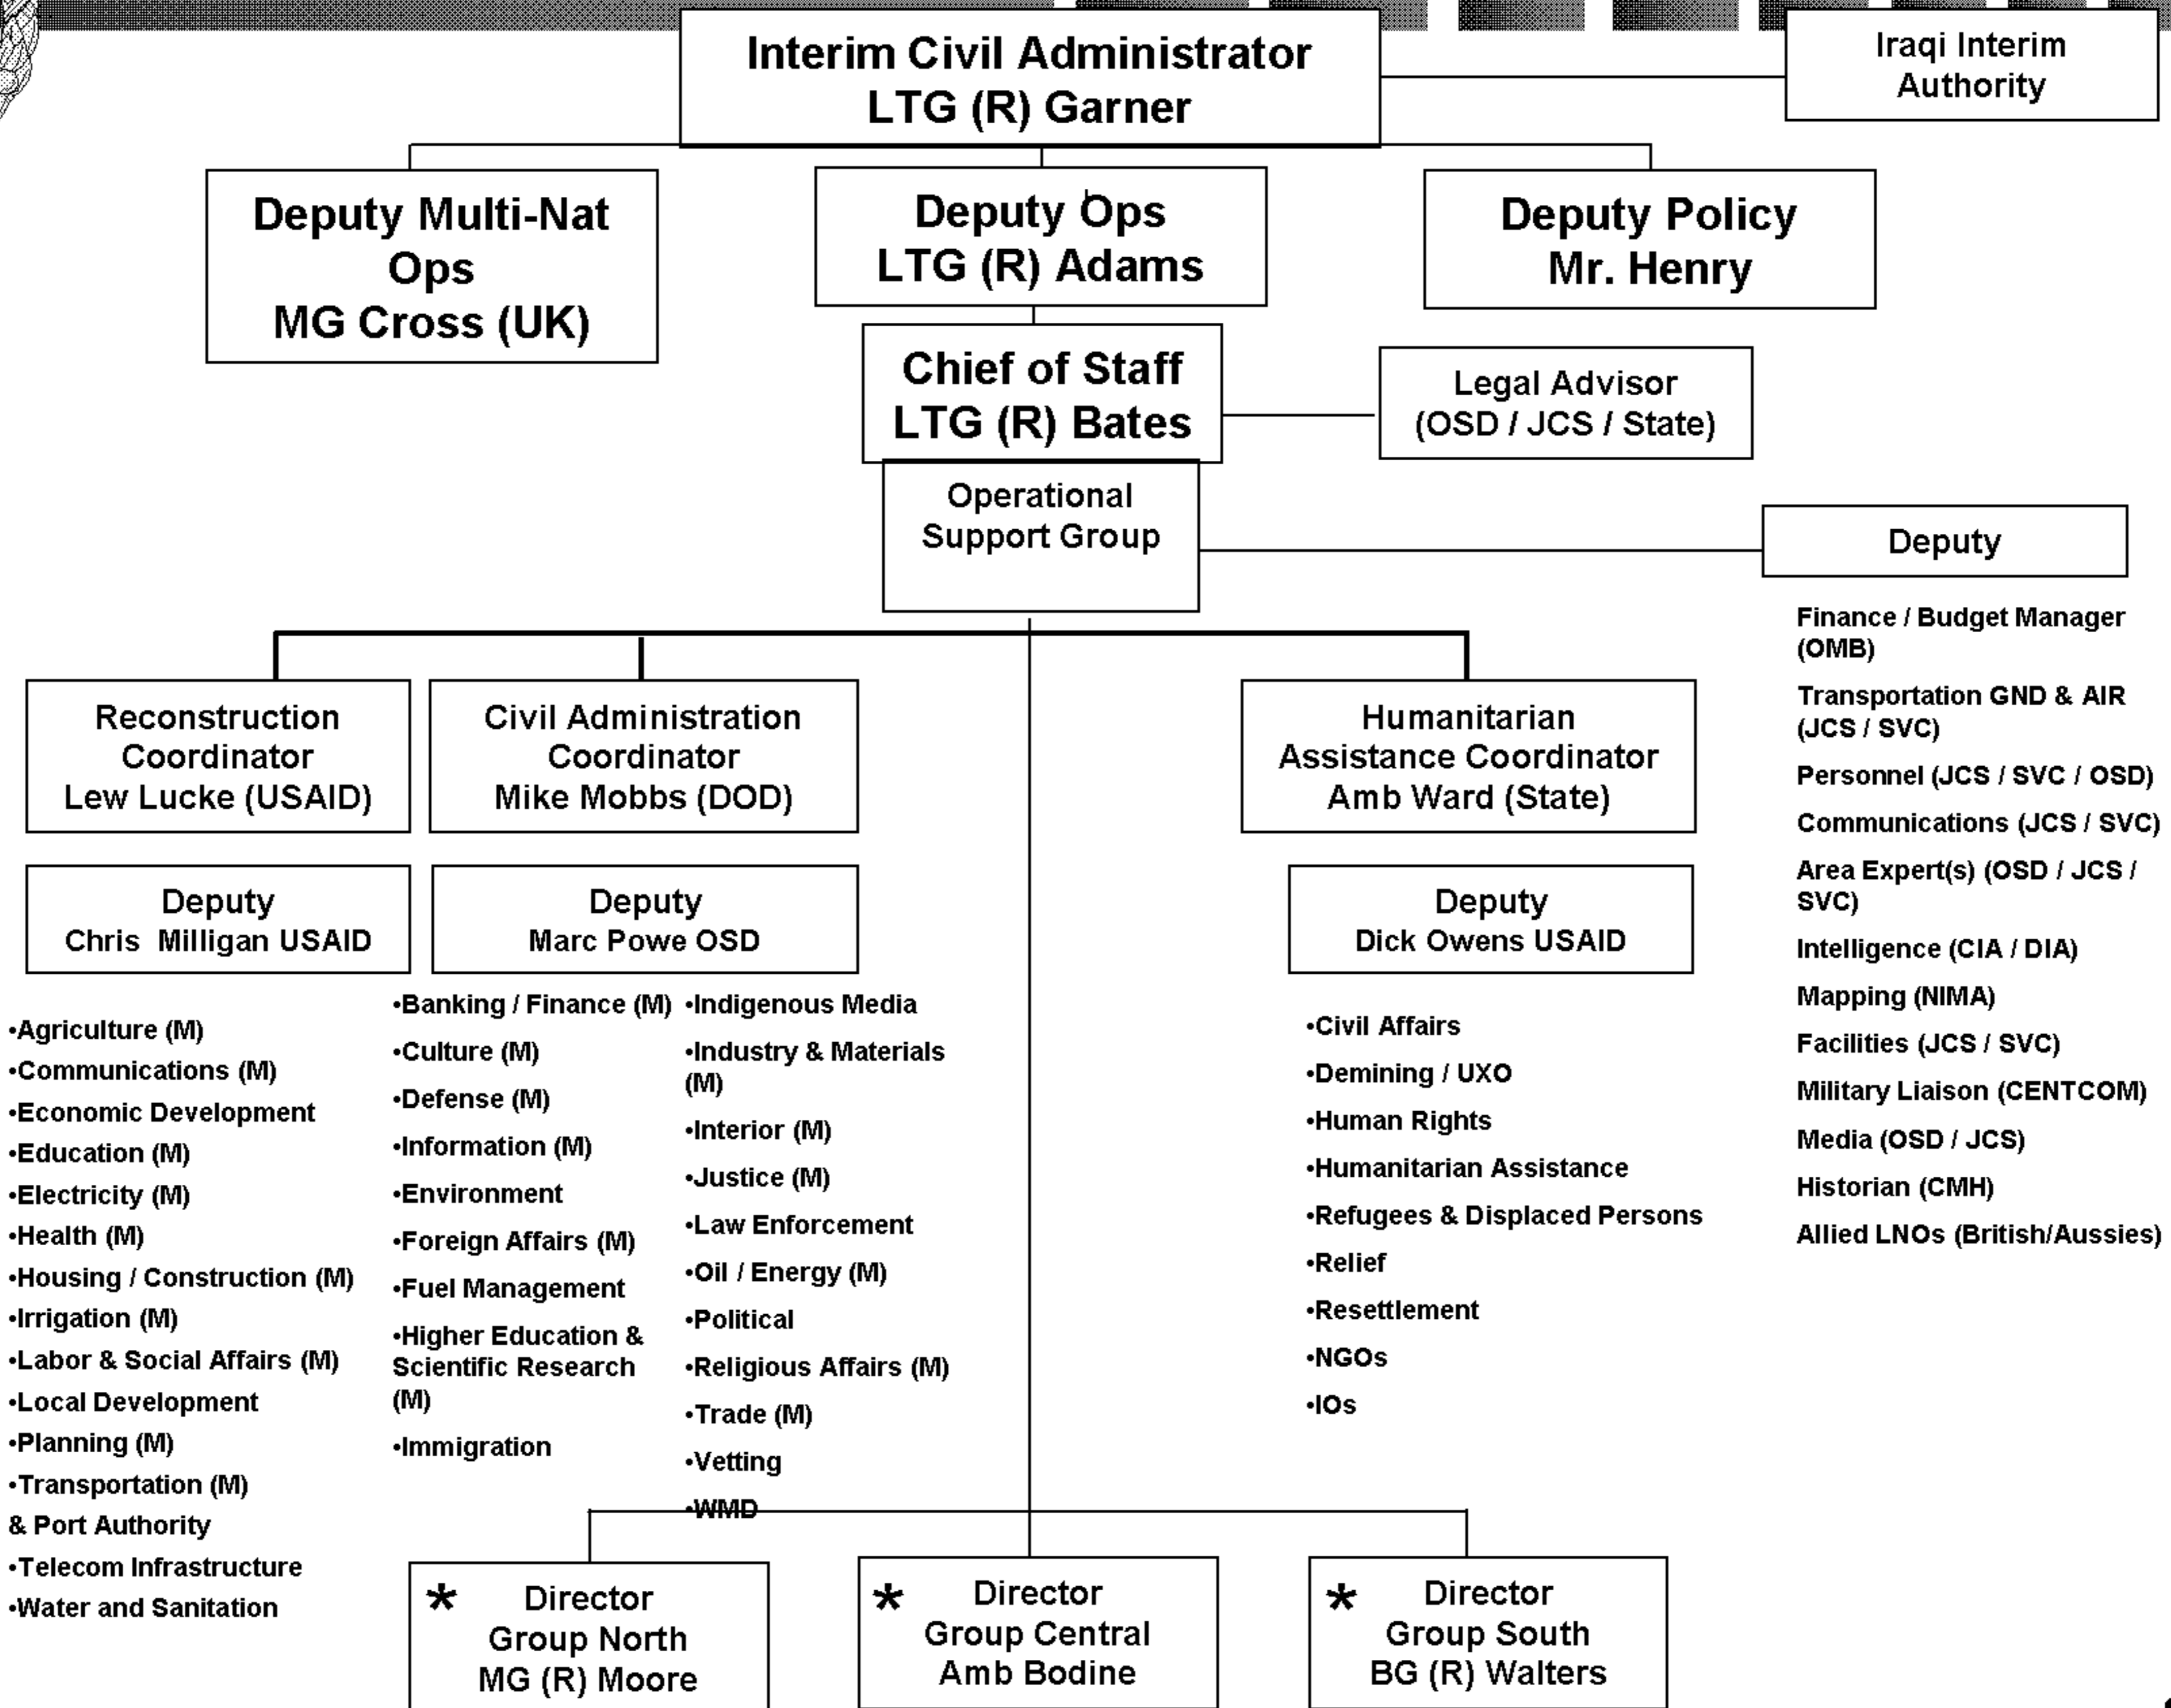 Interim Civil Administrator
LTG (R) Garner
Iraqi Interim
Authority
Deputy Multi-Nat
Ops
MG Cross (UK)
Deputy Ops
LTG (R) Adams
Deputy Policy
Mr. Henry
Chief of Staff
LTG (R) Bates
Legal Advisor
(OSD / JCS / State)
Operational
Support Group
Deputy
Finance / Budget Manager
(OMB)
Transportation GND & AIR
(JCS / SVC)
Personnel (JCS / SVC / OSD)
Communications (JCS / SVC)
Area Expert(s) (OSD / JCS /
SVC)
Intelligence (CIA / DIA)
Mapping (NIMA)
Facilities (JCS / SVC)
Military Liaison (CENTCOM)
Media (OSD / JCS)
Historian (CMH)
Allied LNOs (British/Aussies)
Reconstruction
Coordinator
Lew Lucke (USAID)
Civil Administration
Coordinator
Mike Mobbs (DOD)
Humanitarian
Assistance Coordinator
Amb Ward (State)
Deputy
Chris  Milligan USAID
Deputy
Marc Powe OSD
Deputy
Dick Owens USAID
•Agriculture (M)
•Communications (M)
•Economic Development
•Education (M)
•Electricity (M)
•Health (M)
•Housing / Construction (M)
•Irrigation (M)
•Labor & Social Affairs (M)
•Local Development
•Planning (M)
•Transportation (M)
& Port Authority
•Telecom Infrastructure
•Water and Sanitation
•Banking / Finance (M)
•Culture (M)
•Defense (M)
•Information (M)
•Environment
•Foreign Affairs (M)
•Fuel Management
•Higher Education &
Scientific Research
(M)
•Immigration
•Indigenous Media
•Industry & Materials
(M)
•Interior (M)
•Justice (M)
•Law Enforcement
•Oil / Energy (M)
•Political
•Religious Affairs (M)
•Trade (M)
•Vetting
•WMD
•Civil Affairs
•Demining / UXO
•Human Rights
•Humanitarian Assistance
•Refugees & Displaced Persons
•Relief
•Resettlement
•NGOs
•IOs
* Director
Group North
MG (R) Moore
* Director
Group Central
Amb Bodine
* Director
Group South
BG (R) Walters